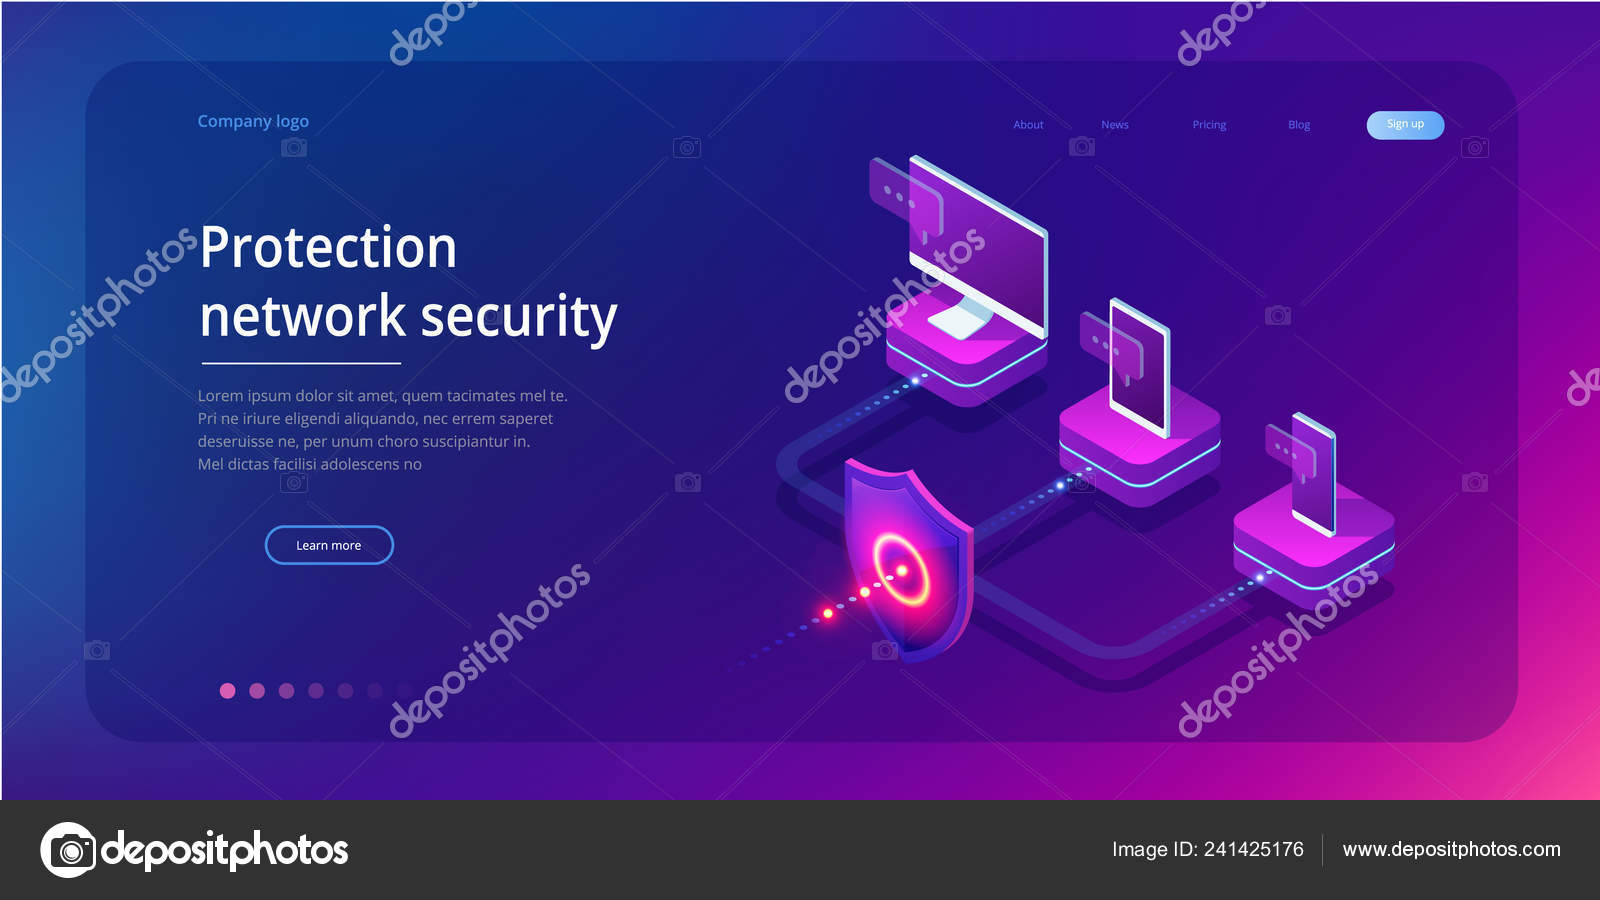 Company logo
About
News
Pricing
Blog
Sign up
Protection
network security
Lorem ipsum dolor sit amet, quem tacimates mel te.
Pri ne iriure eligendi aliquando, nec errem saperet
deseruisse ne, per unum choro suscipiantur in.
Mel dictas facilisi adolescens no
Learn more
depositphotos
depositphotos
depositphotos
depositphotos
depositphotos
depositphotos
Image ID: 241425176
www.depositphotos.com